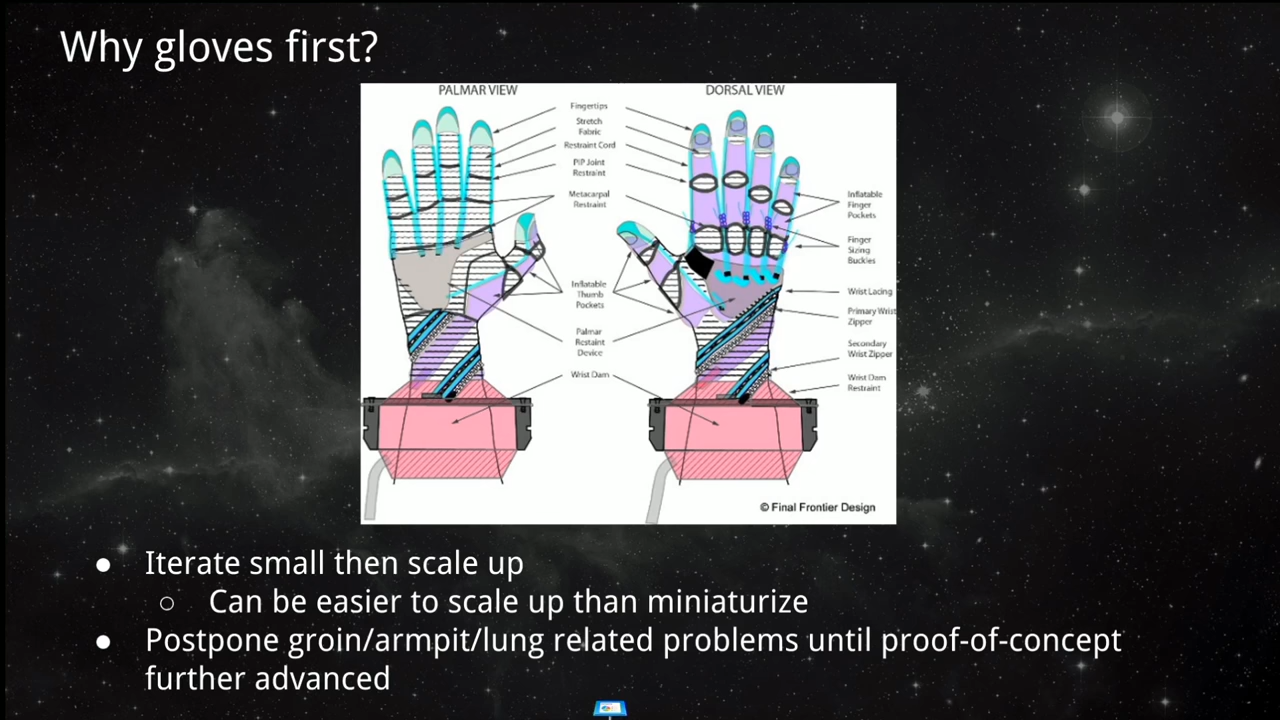 Why gloves first?
PALMAR VIEW
DORSAL VIEW
Fingertips
Stretch
Fabric
Restraint Cord
PIP Joint
Restraint
Metacarpal
Restraint
Inflatable
Thumb
Pockets
Palmar
Restaint
Device
Wrist Dam
Inflatable
Finger
Pockets
Finger
Sizing
Buckles
Wrist Lacing
Primary Wrist
Zipper
Secondary
Wrist Zipper
Wrist Dam
Restraint
© Final Frontier Design
● Iterate small then scale up
○ Can be easier to scale up than miniaturize
● Postpone groin/armpit/lung related problems until proof-of-concept
further advanced